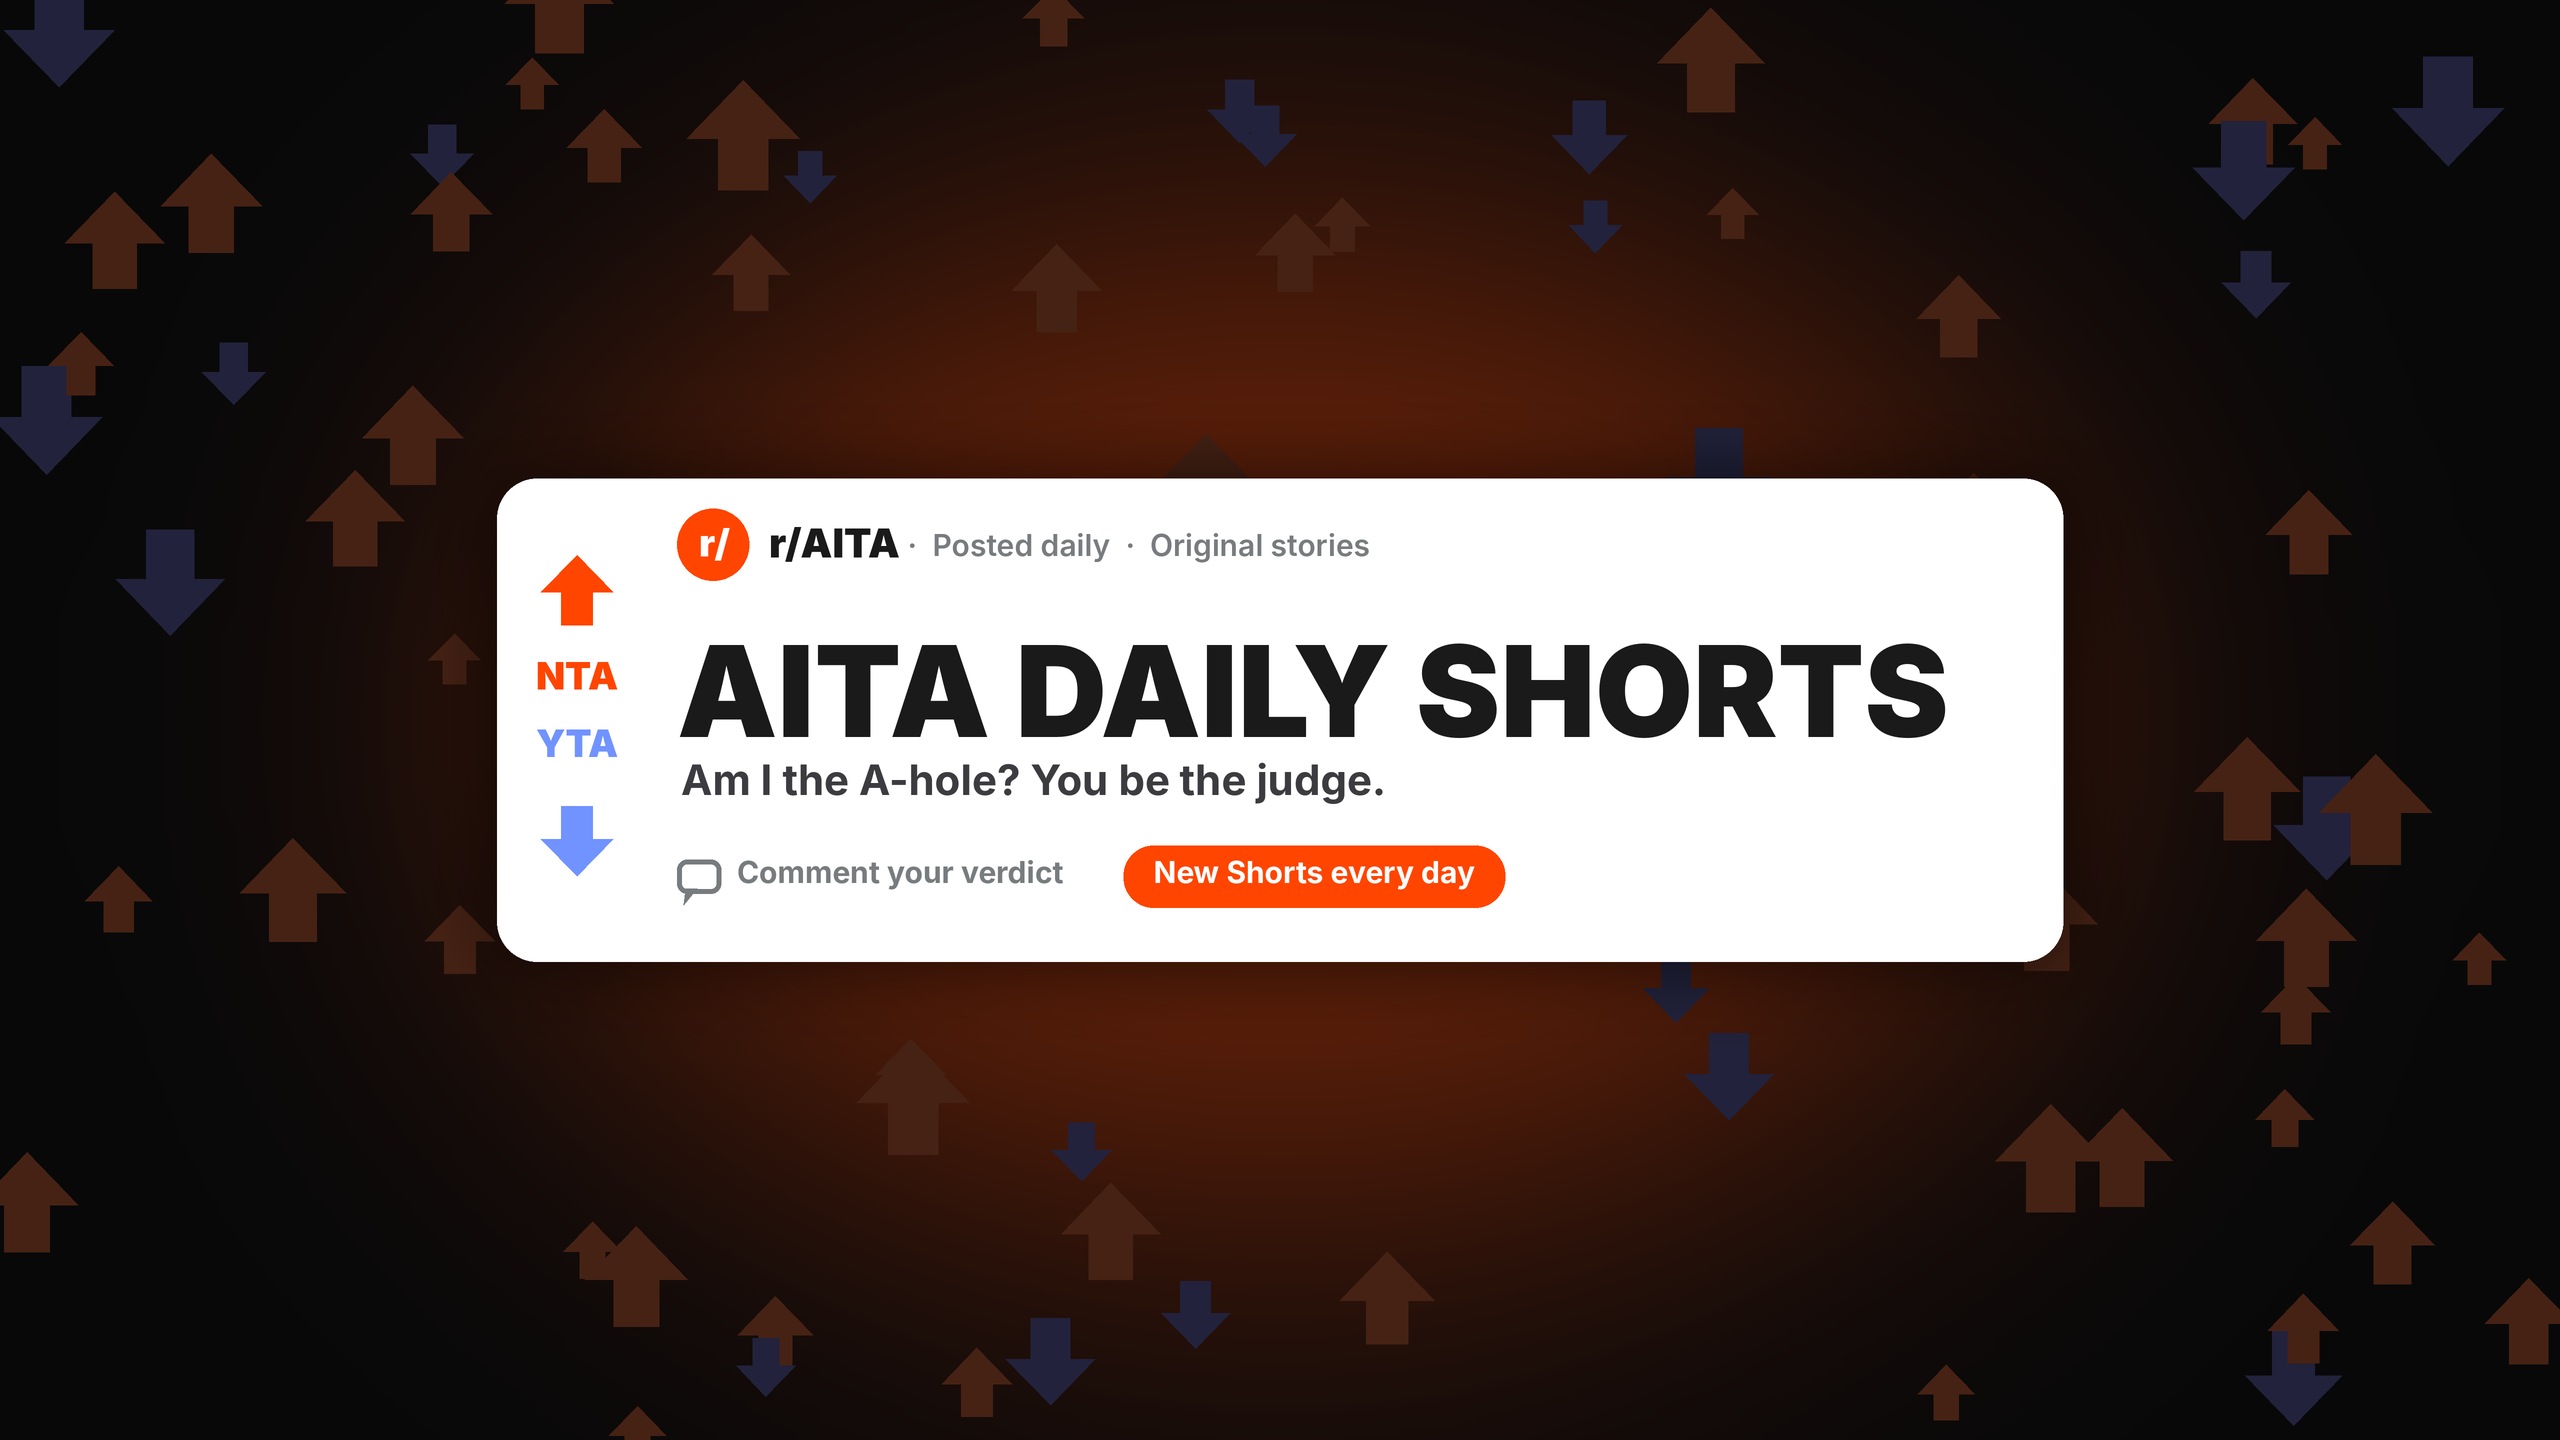 r/ r/AITA · Posted daily · Original stories
NTA
YTA
AITA DAILY SHORTS
Am I the A-hole? You be the judge.
Comment your verdict
New Shorts every day